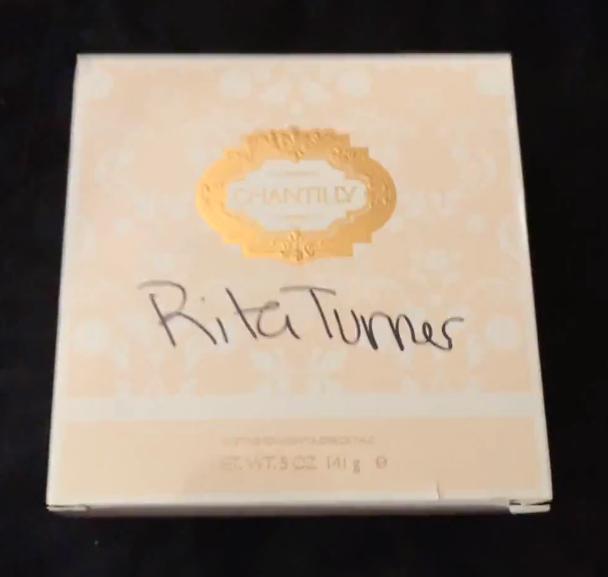 CHANTILLY
Rita Turner
NET. WT. 5 OZ. 141 g ℮